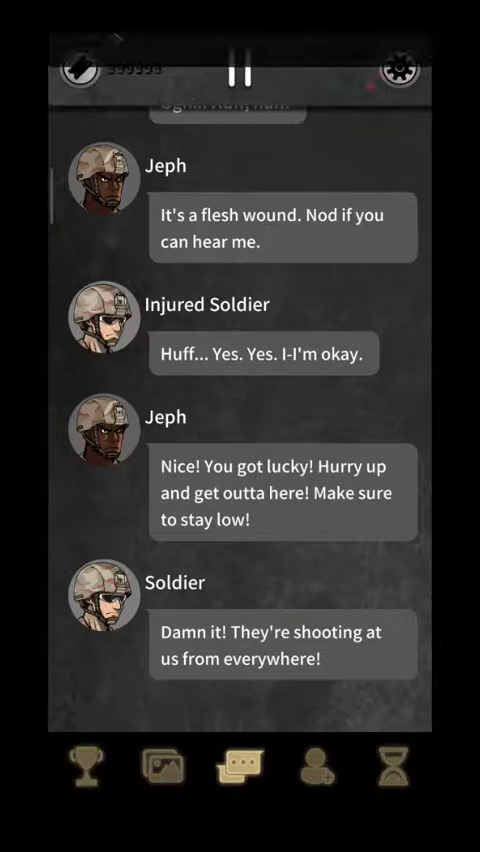 999999
Jeph
It's a flesh wound. Nod if you
can hear me.
Injured Soldier
Huff... Yes. Yes. I-I'm okay.
Jeph
Nice! You got lucky! Hurry up
and get outta here! Make sure
to stay low!
Soldier
Damn it! They're shooting at
us from everywhere!